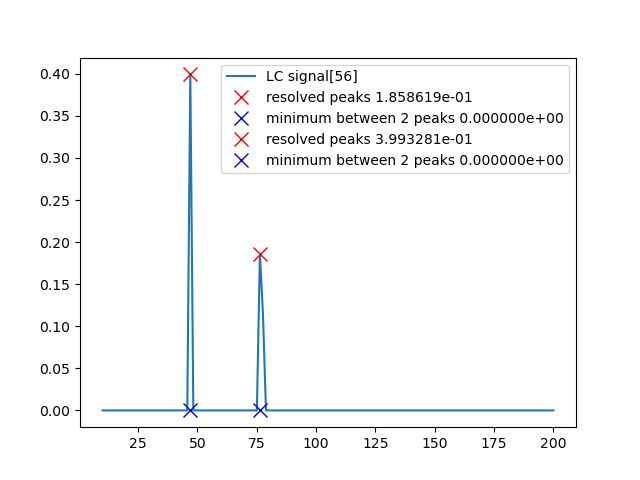 0.40
0.35
0.30
0.25
0.20
0.15
0.10
0.05
0.00
LC signal[56]
resolved peaks 1.858619e-01
minimum between 2 peaks 0.000000e+00
resolved peaks 3.993281e-01
minimum between 2 peaks 0.000000e+00
25 50 75 100 125 150 175 200